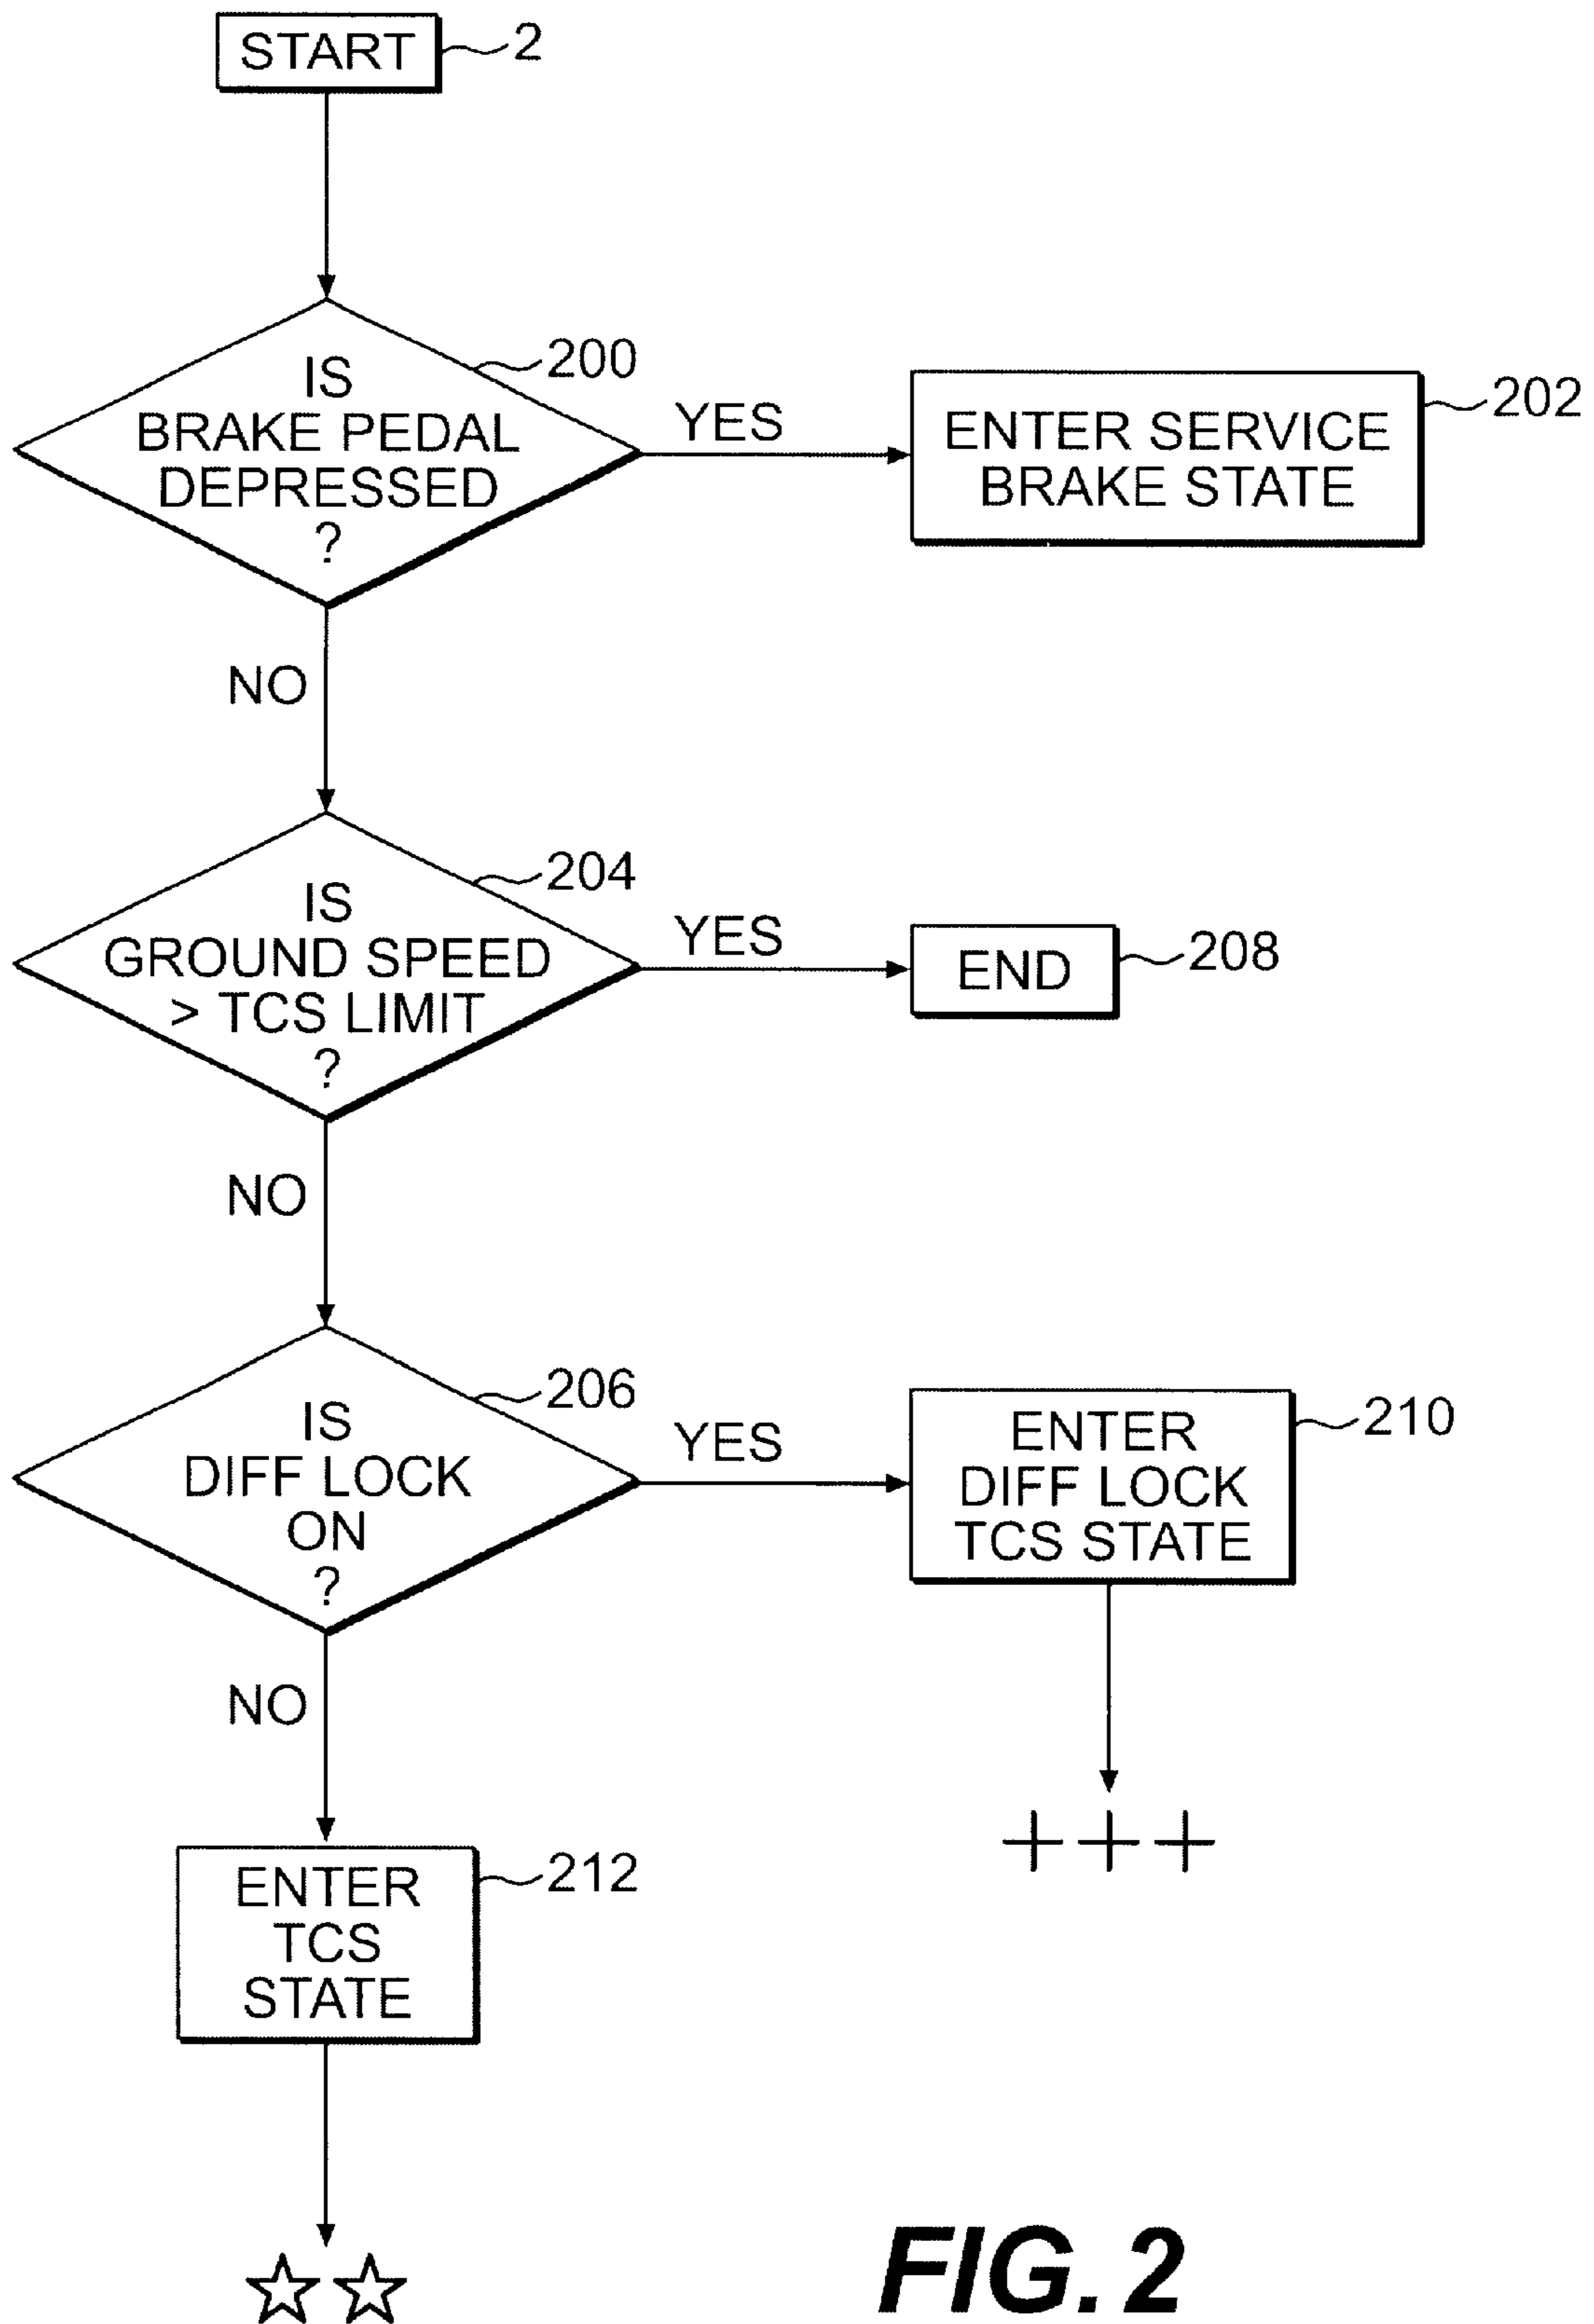 START
2
IS
BRAKE PEDAL
DEPRESSED
?
200
YES
ENTER SERVICE
BRAKE STATE
202
NO
IS
GROUND SPEED
> TCS LIMIT
?
204
YES
END
208
NO
IS
DIFF LOCK
ON
?
206
YES
ENTER
DIFF LOCK
TCS STATE
210
NO
+++
ENTER
TCS
STATE
212
☆☆
FIG. 2